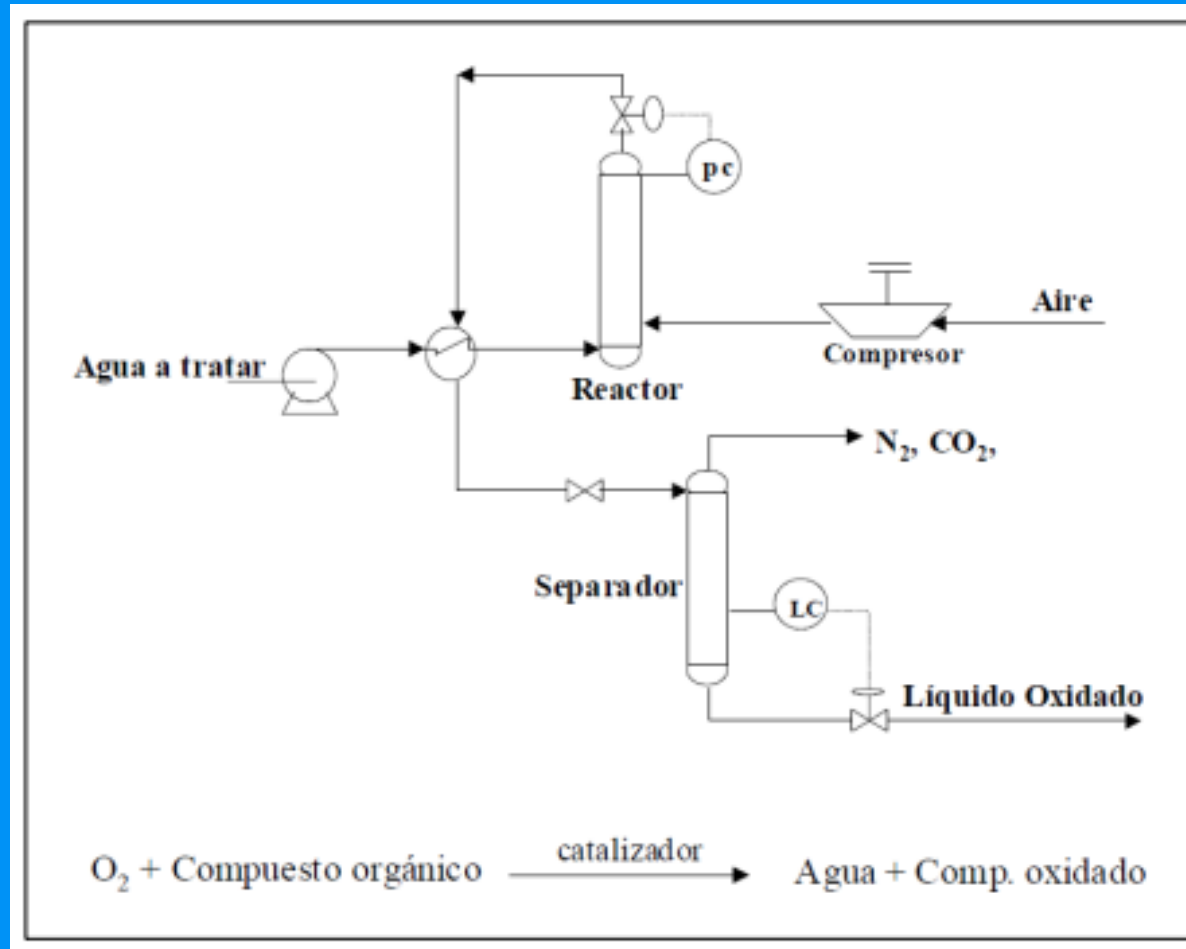 pc
Aire
Compresor
Agua a tratar
Reactor
N₂, CO₂,
Separador
LC
Líquido Oxidado
O₂ + Compuesto orgánico catalizador Agua + Comp. oxidado